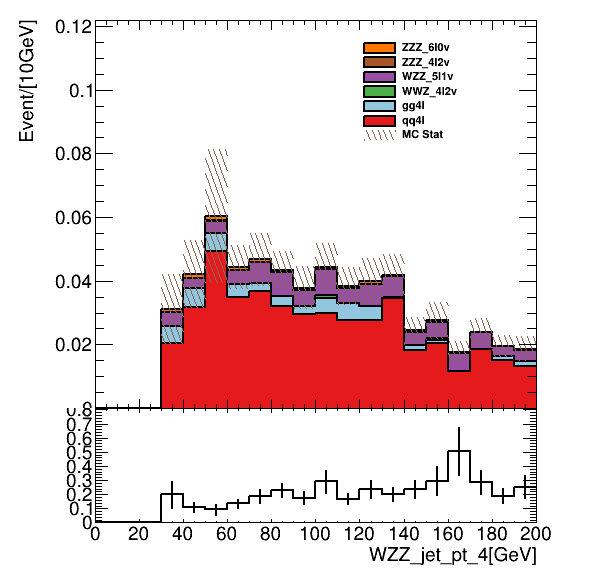 0.12
Event/[10GeV]
0.1
0.08
0.06
0.04
0.02
0
ZZZ_6l0v
ZZZ_4l2v
WZZ_5l1v
WWZ_4l2v
gg4l
qq4l
MC Stat
0.8
0.7
0.6
0.5
0.4
0.3
0.2
0.1
0
0 20 40 60 80 100 120 140 160 180 200
WZZ_jet_pt_4[GeV]